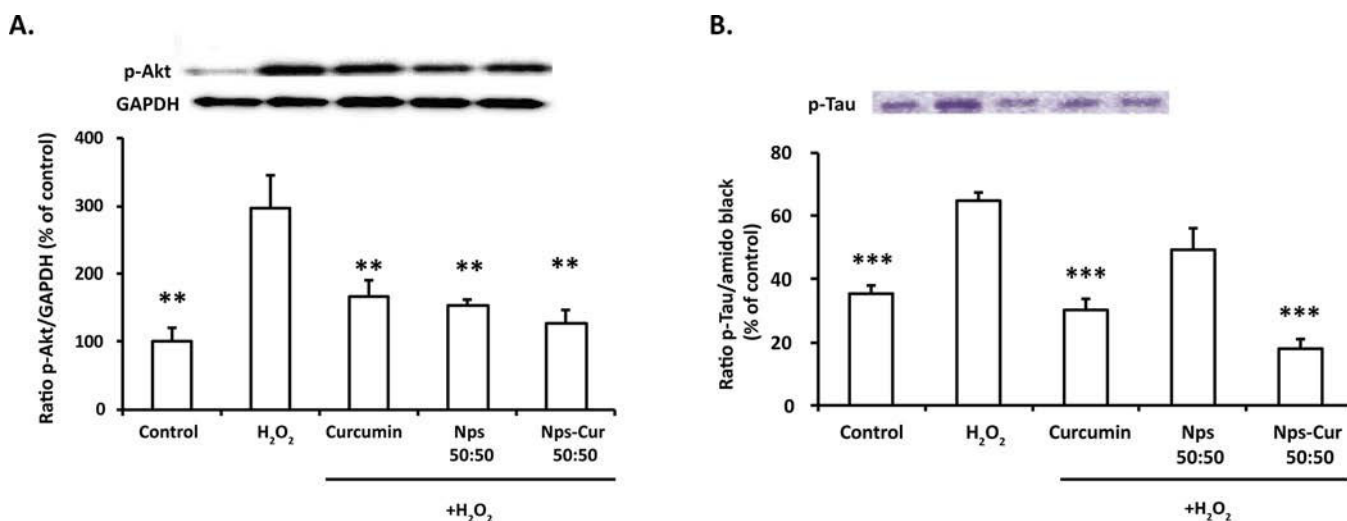 A.
p-Akt
GAPDH
Ratio p-Akt/GAPDH (% of control)
400
300
200
100
0
**
**
**
**
Control
H₂O₂
Curcumin
Nps
50:50
Nps-Cur
50:50
+H₂O₂
B.
p-Tau
Ratio p-Tau/amido black
(% of control)
80
60
40
20
0
***
***
***
Control
H₂O₂
Curcumin
Nps
50:50
Nps-Cur
50:50
+H₂O₂